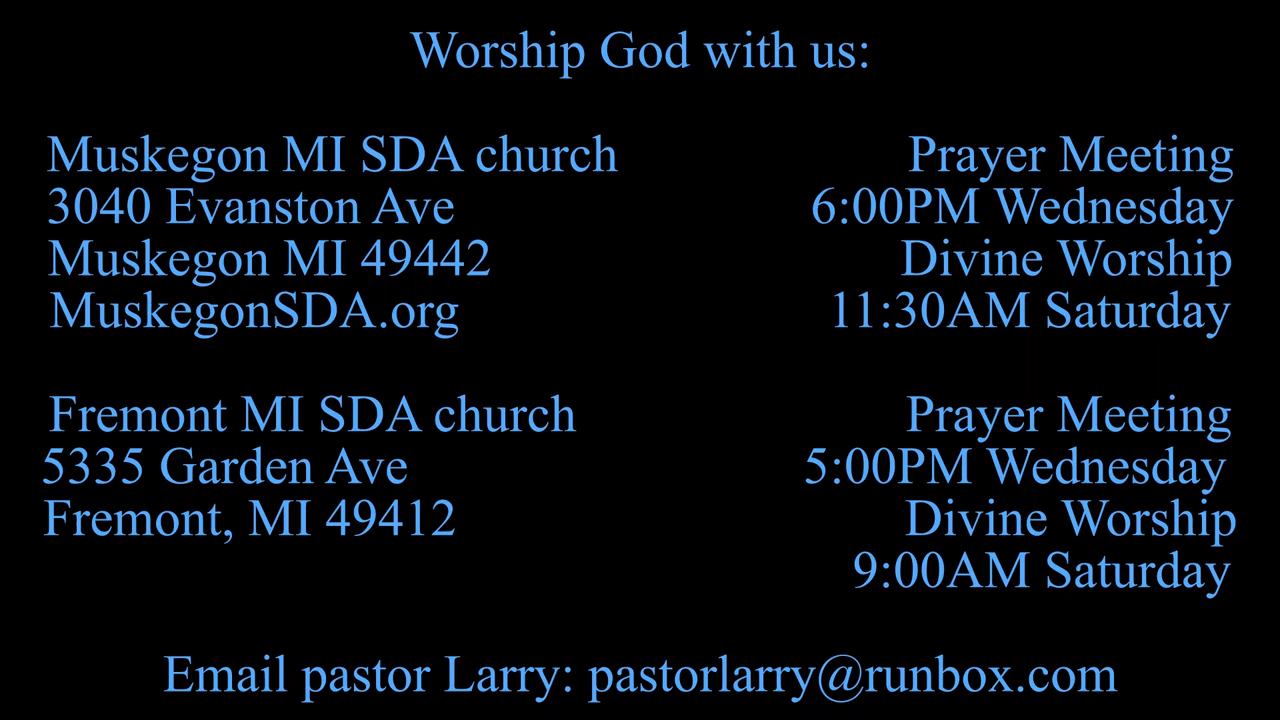 Worship God with us:
Muskegon MI SDA church
3040 Evanston Ave
Muskegon MI 49442
MuskegonSDA.org
Prayer Meeting
6:00PM Wednesday
Divine Worship
11:30AM Saturday
Fremont MI SDA church
5335 Garden Ave
Fremont, MI 49412
Prayer Meeting
5:00PM Wednesday
Divine Worship
9:00AM Saturday
Email pastor Larry: pastorlarry@runbox.com